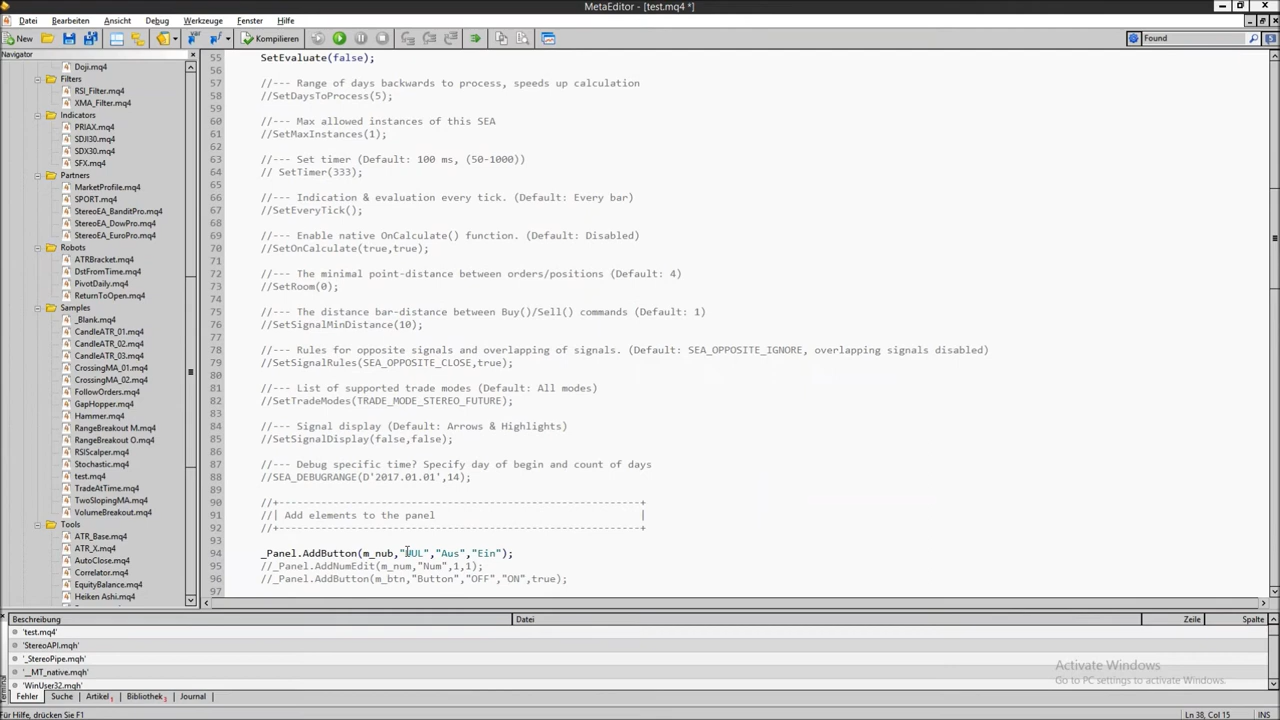 MetaEditor - [test.mq4 *]
Datei Bearbeiten Ansicht Debug Werkzeuge Fenster Hilfe
New Kompilieren Found
Navigator
Doji.mq4
Filters
RSI_Filter.mq4
XMA_Filter.mq4
Indicators
PRIAX.mq4
SDJI30.mq4
SDX30.mq4
SFX.mq4
Partners
MarketProfile.mq4
SPORT.mq4
StereoEA_BanditPro.mq4
StereoEA_DowPro.mq4
StereoEA_EuroPro.mq4
Robots
ATRBracket.mq4
DstFromTime.mq4
PivotDaily.mq4
ReturnToOpen.mq4
Samples
_Blank.mq4
CandleATR_01.mq4
CandleATR_02.mq4
CandleATR_03.mq4
CrossingMA_01.mq4
CrossingMA_02.mq4
FollowOrders.mq4
GapHopper.mq4
Hammer.mq4
RangeBreakout M.mq4
RangeBreakout O.mq4
RSIScalper.mq4
Stochastic.mq4
test.mq4
TradeAtTime.mq4
TwoSlopingMA.mq4
VolumeBreakout.mq4
Tools
ATR_Base.mq4
ATR_X.mq4
AutoClose.mq4
Correlator.mq4
EquityBalance.mq4
Heiken Ashi.mq4
55 SetEvaluate(false);
56
57 //--- Range of days backwards to process, speeds up calculation
58 //SetDaysToProcess(5);
59
60 //--- Max allowed instances of this SEA
61 //SetMaxInstances(1);
62
63 //--- Set timer (Default: 100 ms, (50-1000))
64 // SetTimer(333);
65
66 //--- Indication & evaluation every tick. (Default: Every bar)
67 //SetEveryTick();
68
69 //--- Enable native OnCalculate() function. (Default: Disabled)
70 //SetOnCalculate(true,true);
71
72 //--- The minimal point-distance between orders/positions (Default: 4)
73 //SetRoom(0);
74
75 //--- The distance bar-distance between Buy()/Sell() commands (Default: 1)
76 //SetSignalMinDistance(10);
77
78 //--- Rules for opposite signals and overlapping of signals. (Default: SEA_OPPOSITE_IGNORE, overlapping signals disabled)
79 //SetSignalRules(SEA_OPPOSITE_CLOSE,true);
80
81 //--- List of supported trade modes (Default: All modes)
82 //SetTradeModes(TRADE_MODE_STEREO_FUTURE);
83
84 //--- Signal display (Default: Arrows & Highlights)
85 //SetSignalDisplay(false,false);
86
87 //--- Debug specific time? Specify day of begin and count of days
88 //SEA_DEBUGRANGE(D'2017.01.01',14);
89
90 //+------------------------------------------------------------+
91 //| Add elements to the panel |
92 //+------------------------------------------------------------+
93
94 _Panel.AddButton(m_nub,"NUL","Aus","Ein");
95 //_Panel.AddNumEdit(m_num,"Num",1,1);
96 //_Panel.AddButton(m_btn,"Button","OFF","ON",true);
97
Beschreibung Datei Zeile Spalte
'test.mq4'
'StereoAPI.mqh'
'_StereoPipe.mqh'
'__MT_native.mqh'
'WinUser32.mqh'
Activate Windows
Go to PC settings to activate Windows.
Terminal
Fehler Suche Artikel Bibliothek Journal
Für Hilfe, drücken Sie F1 Ln 38, Col 15 INS